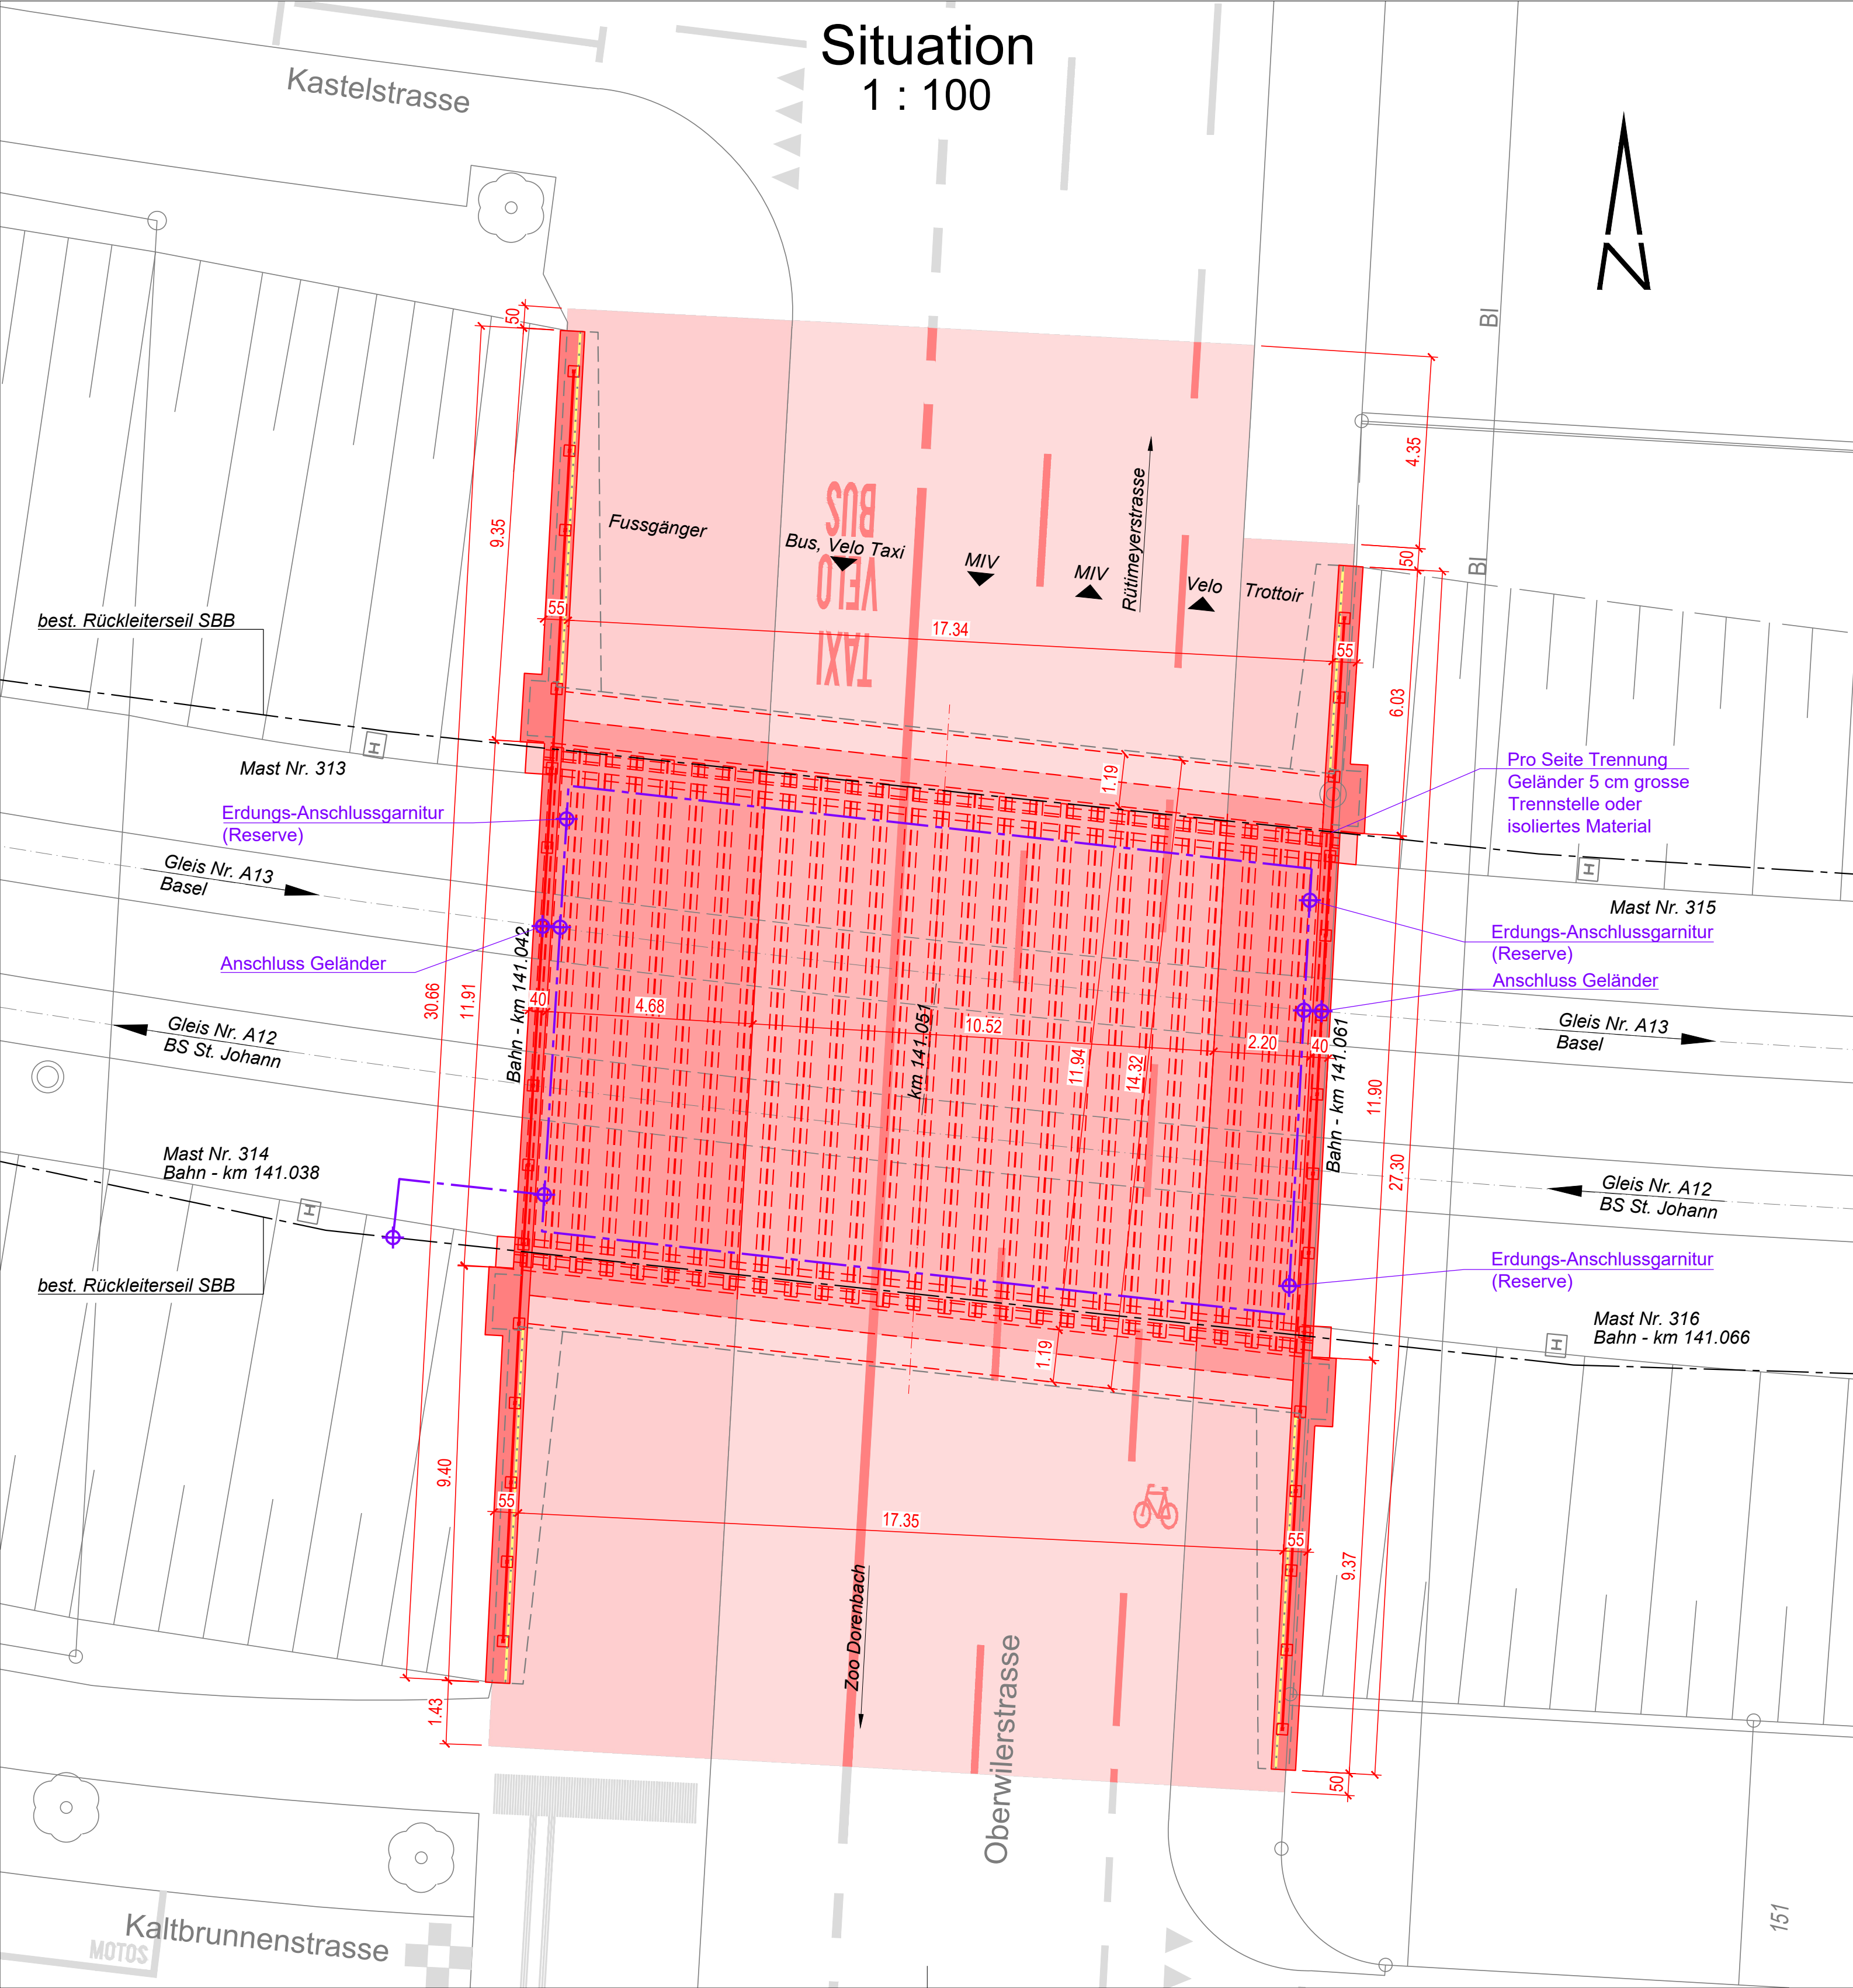 Situation
1 : 100
Kastelstrasse
N
BI
50
4.35
9.35
BUS
VELO
TAXI
Fussgänger
Bus, Velo Taxi
MIV
MIV
Rütimeyerstrasse
Velo
Trottoir
50
BI
55
17.34
55
best. Rückleiterseil SBB
6.03
H
Mast Nr. 313
1.19
Pro Seite Trennung
Geländer 5 cm grosse
Trennstelle oder
isoliertes Material
Erdungs-Anschlussgarnitur
(Reserve)
H
Gleis Nr. A13
Basel
Mast Nr. 315
Erdungs-Anschlussgarnitur
(Reserve)
Anschluss Geländer
Anschluss Geländer
Bahn - km 141.042
30.66
11.91
40
4.68
km 141.051
10.52
11.94
14.32
2.20
40
Bahn - km 141.061
11.90
27.30
Gleis Nr. A12
BS St. Johann
Gleis Nr. A13
Basel
Mast Nr. 314
Bahn - km 141.038
H
Gleis Nr. A12
BS St. Johann
best. Rückleiterseil SBB
Erdungs-Anschlussgarnitur
(Reserve)
Mast Nr. 316
Bahn - km 141.066
H
1.19
9.40
55
17.35
55
9.37
Zoo Dorenbach
Oberwilerstrasse
1.43
50
Kaltbrunnenstrasse
MOTOS
151